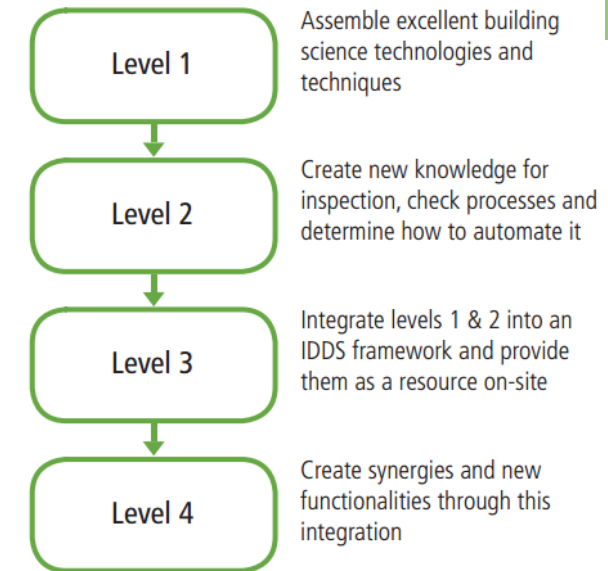 Level 1
Assemble excellent building
science technologies and
techniques
Level 2
Create new knowledge for
inspection, check processes and
determine how to automate it
Level 3
Integrate levels 1 & 2 into an
IDDS framework and provide
them as a resource on-site
Level 4
Create synergies and new
functionalities through this
integration